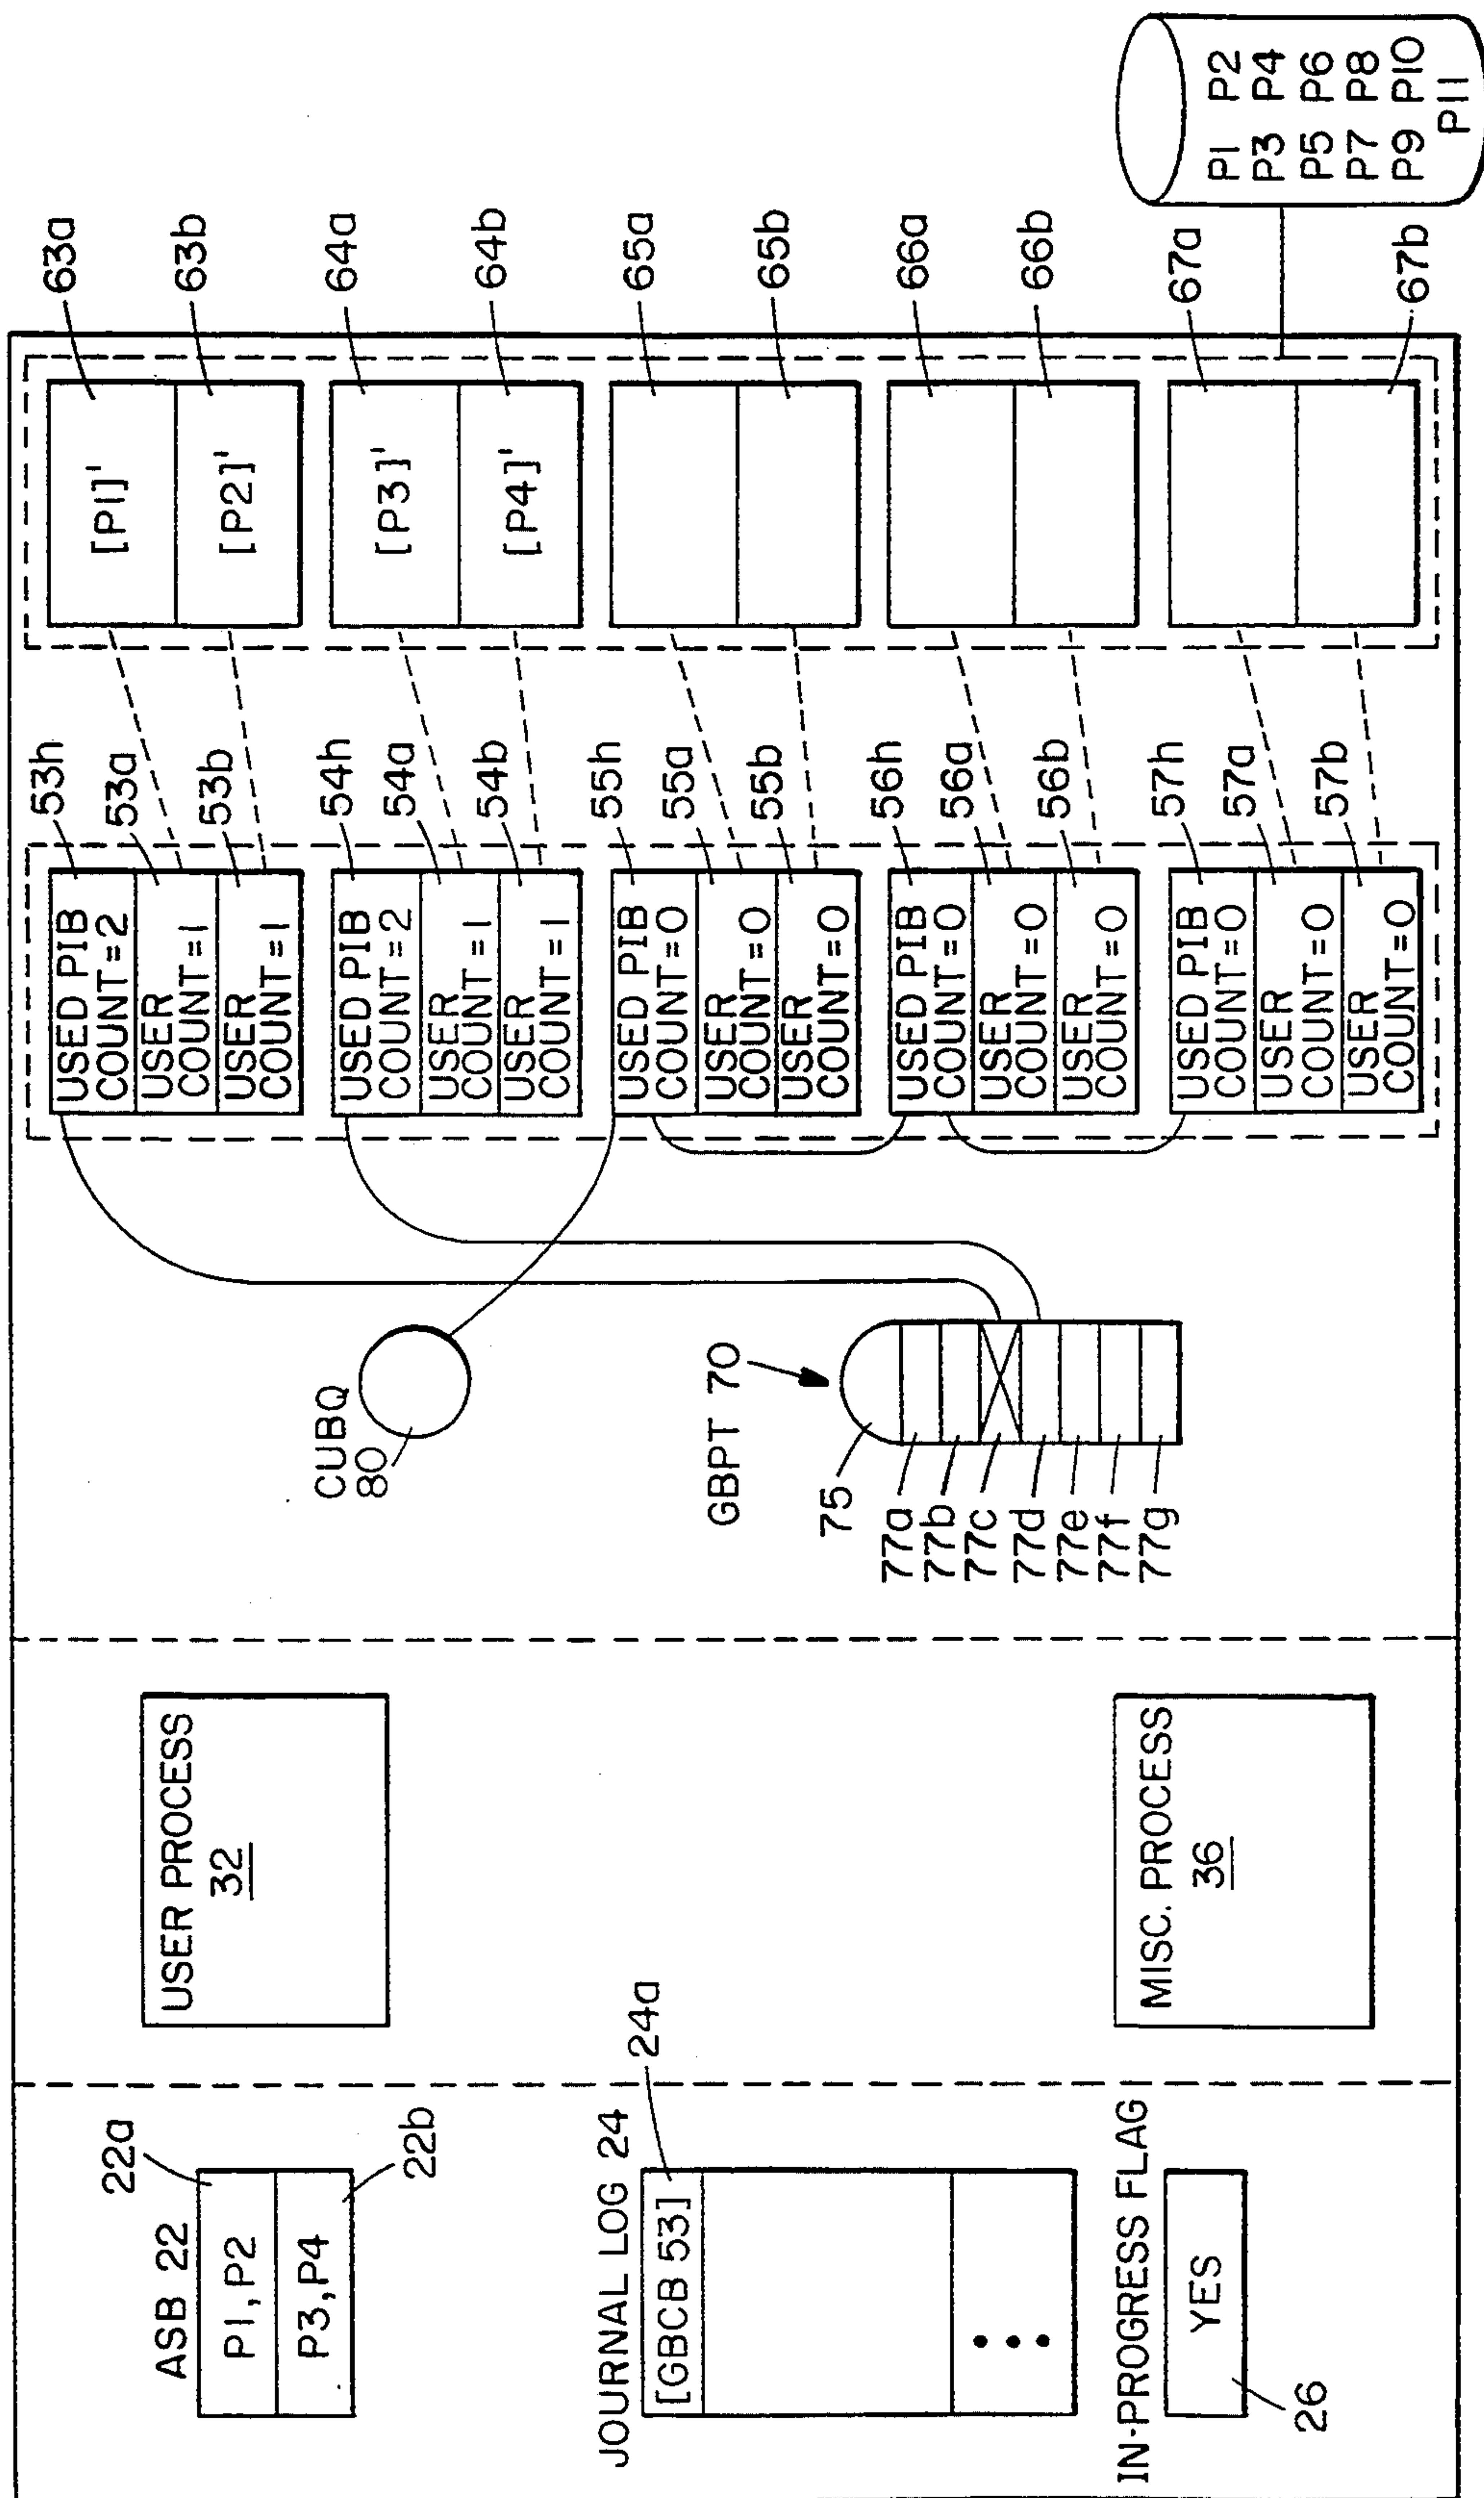 ASB 22
22a
P1,P2
P3,P4
22b
JOURNAL LOG 24
24a
[GBCB 53]
IN-PROGRESS FLAG
YES
26
USER PROCESS
32
MISC. PROCESS
36
CUBQ
80
GBPT 70
75
77a
77b
77c
77d
77e
77f
77g
53h
USED PIB
COUNT=2
53a
USER
COUNT=1
53b
USER
COUNT=1
54h
USED PIB
COUNT=2
54a
USER
COUNT=1
54b
USER
COUNT=1
55h
USED PIB
COUNT=0
55a
USER
COUNT=0
55b
USER
COUNT=0
56h
USED PIB
COUNT=0
56a
USER
COUNT=0
56b
USER
COUNT=0
57h
USED PIB
COUNT=0
57a
USER
COUNT=0
57b
USER
COUNT=0
63a
[P1]'
63b
[P2]'
64a
[P3]'
64b
[P4]'
65a
65b
66a
66b
67a
67b
P1 P2
P3 P4
P5 P6
P7 P8
P9 P10
P11